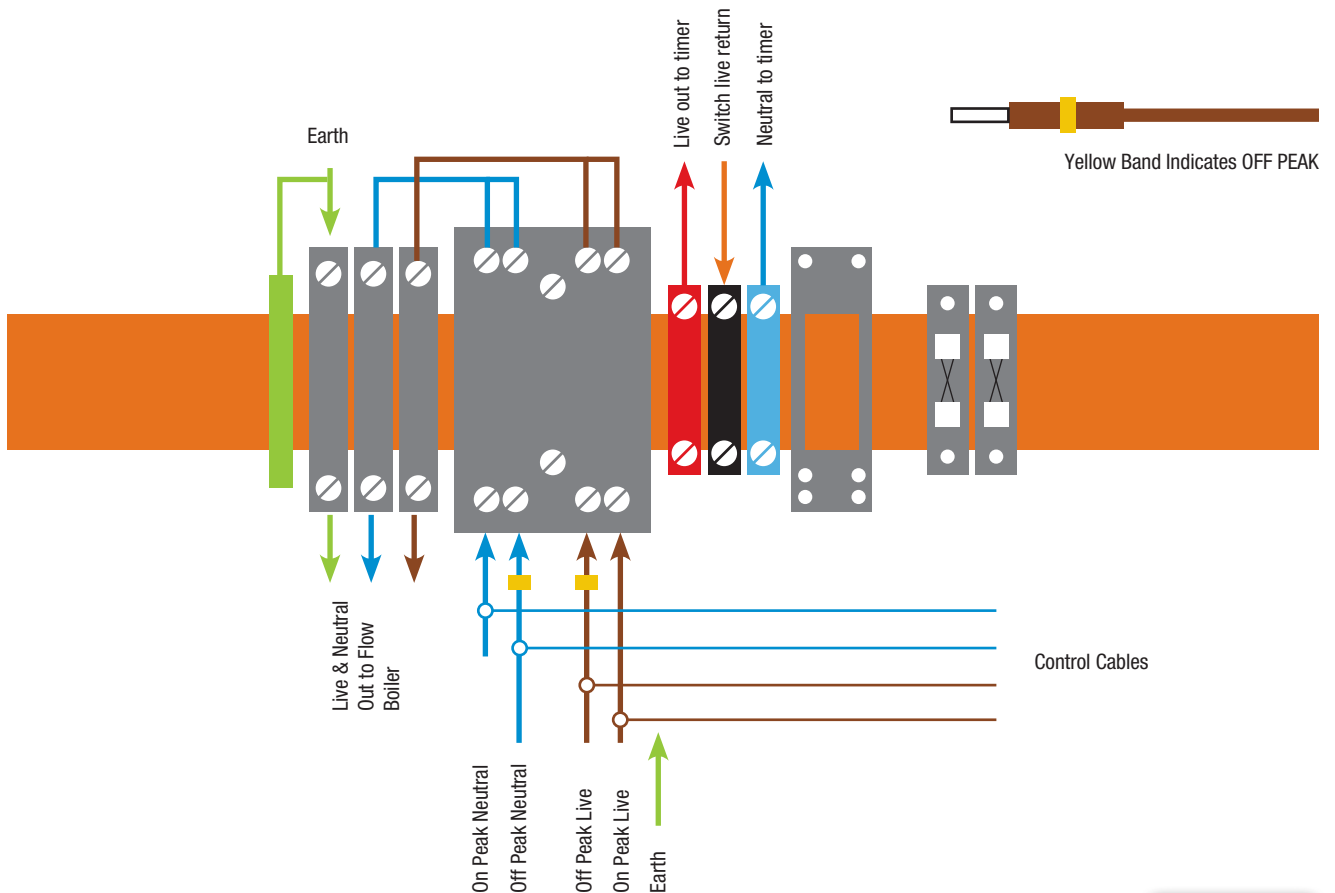 Live out to timer
Switch live return
Neutral to timer
Earth
Yellow Band Indicates OFF PEAK
Live & Neutral
Out to Flow
Boiler
Control Cables
On Peak Neutral
Off Peak Neutral
Off Peak Live
On Peak Live
Earth